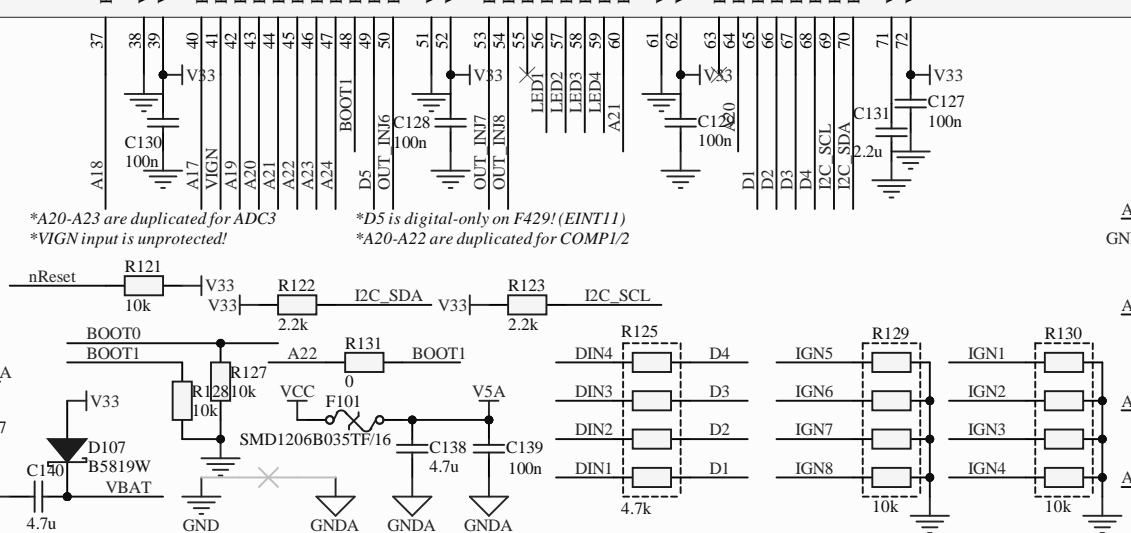 37 38 39 40 41 42 43 44 45 46 47 48 49 50 51 52 53 54 55 56 57 58 59 60 61 62 63 64 65 66 67 68 69 70 71 72
V33 V33 V33 V33
LED1 LED2 LED3 LED4
BOOT1
A21
A20
C130
100n
C128
100n
C129
100n
C131
2.2u
C127
100n
A18 A17 VIGN A19 A20 A21 A22 A23 A24 D5 OUT_INJ6 OUT_INJ7 OUT_INJ8 D1 D2 D3 D4 I2C_SCL I2C_SDA
*A20-A23 are duplicated for ADC3
*VIGN input is unprotected!
*D5 is digital-only on F429! (EINT11)
*A20-A22 are duplicated for COMP1/2
A
GN
nReset
R121
10k
V33
V33
R122
2.2k
I2C_SDA
V33
R123
2.2k
I2C_SCL
A
BOOT0
BOOT1
R128
10k
R127
10k
A22
R131
0
BOOT1
A
7
V33
D107
B5819W
C140
4.7u
VBAT
VCC
F101
SMD1206B035TF/16
V5A
C138
4.7u
C139
100n
GND
GNDA
GNDA
GNDA
R125
DIN4 D4
DIN3 D3
DIN2 D2
DIN1 D1
4.7k
R129
IGN5
IGN6
IGN7
IGN8
10k
R130
IGN1
IGN2
IGN3
IGN4
10k
A
A
A